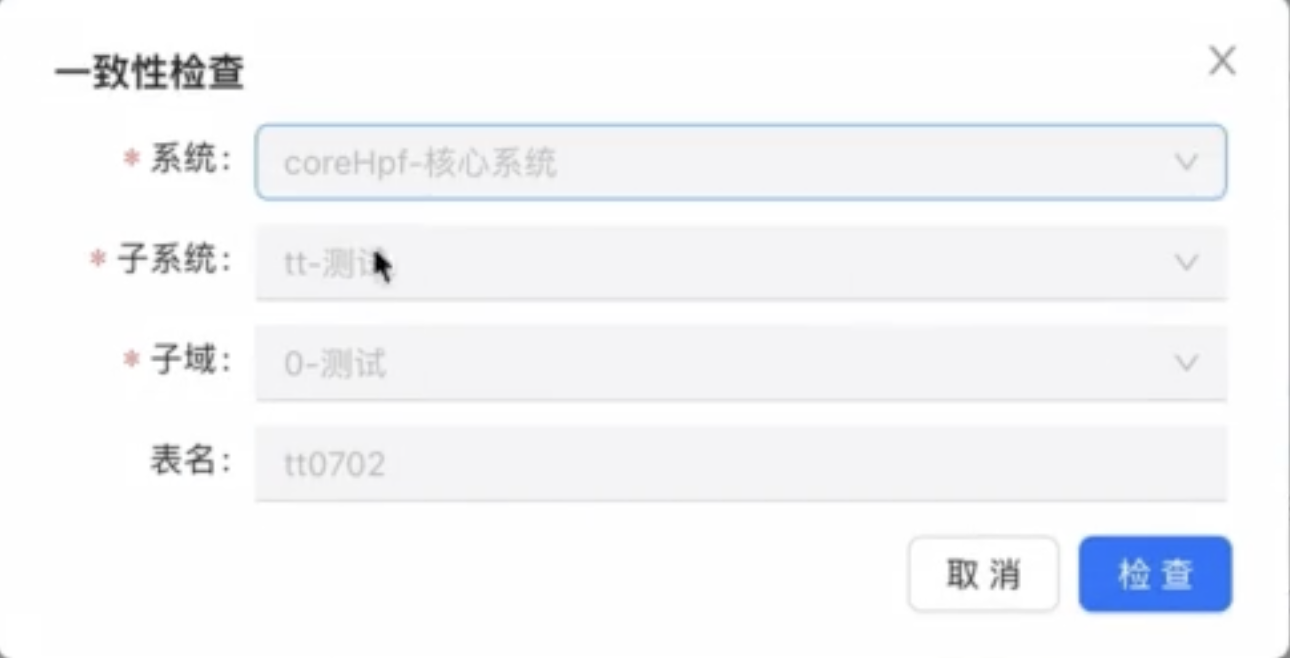 一致性检查
* 系统： coreHpf-核心系统
* 子系统： tt-测试
* 子域： 0-测试
表名： tt0702
取消 检查